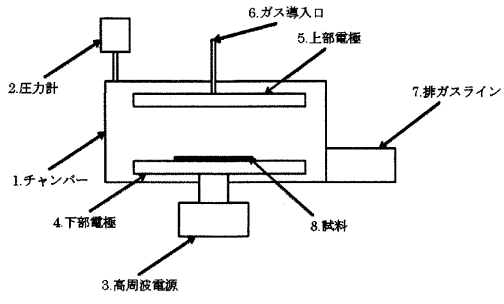 6.ガス導入口
5.上部電極
2.圧力計
7.排ガスライン
1.チャンバー
4.下部電極
8.試料
3.高周波電源